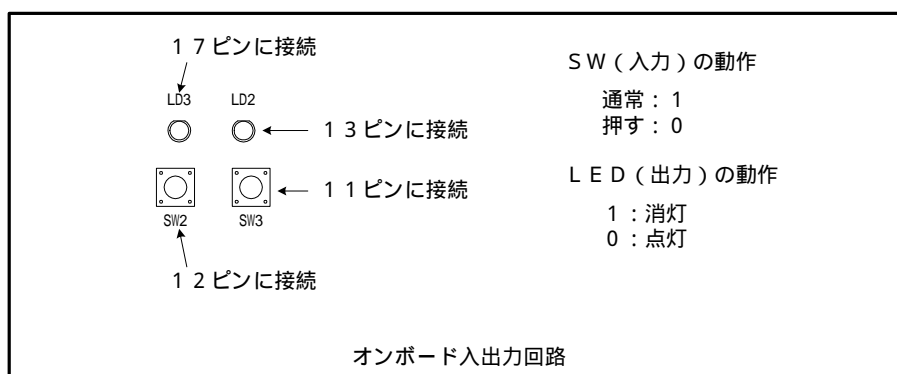 １７ピンに接続
LD3 LD2
１３ピンに接続
１１ピンに接続
SW2 SW3
１２ピンに接続
ＳＷ（入力）の動作
通常：１
押す：０
ＬＥＤ（出力）の動作
１：消灯
０：点灯
オンボード入出力回路